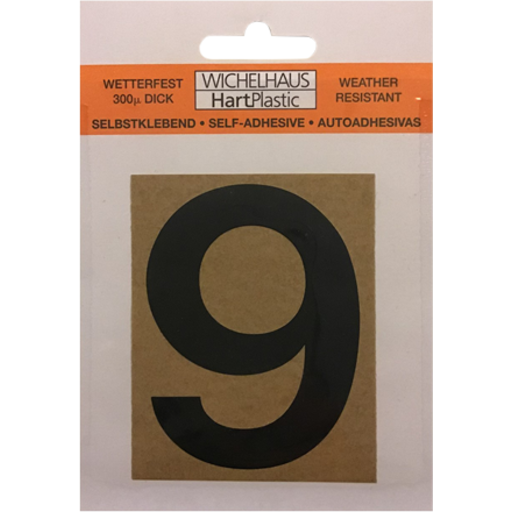 WETTERFEST
300µ DICK
WICHELHAUS
HartPlastic
WEATHER
RESISTANT
SELBSTKLEBEND • SELF-ADHESIVE • AUTOADHESIVAS
9